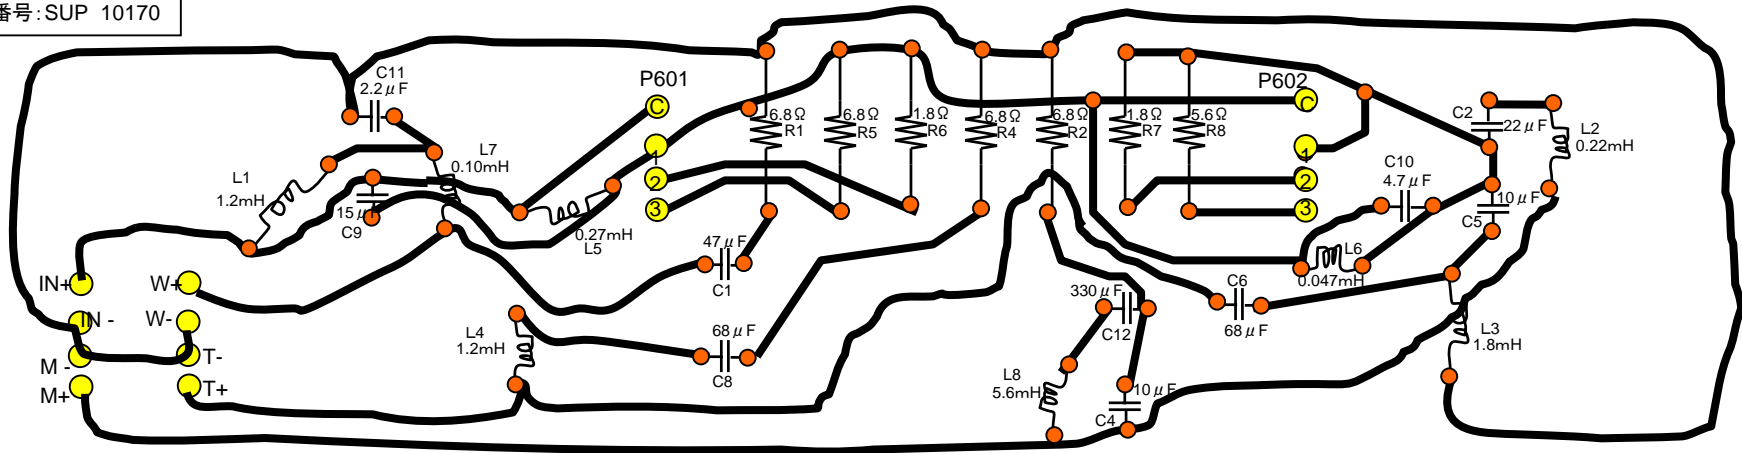 番号:SUP 10170
C11
2.2μF
P601
C
1
2
3
6.8Ω
R1
6.8Ω
R5
1.8Ω
R6
6.8Ω
R4
6.8Ω
R2
1.8Ω
R7
5.6Ω
R8
P602
C
1
2
3
C2
22μF
L2
0.22mH
L7
0.10mH
L1
1.2mH
15μF
C9
0.27mH
L5
C10
4.7μF
10μF
C5
L6
0.047mH
47μF
C1
IN+
W+
IN -
W-
M -
T-
M+
T+
L4
1.2mH
68μF
C8
330μF
C12
C6
68μF
L3
1.8mH
L8
5.6mH
10μF
C4